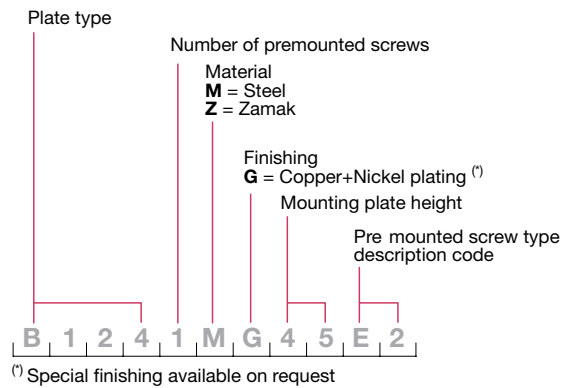 Plate type
Number of premounted screws
Material
M = Steel
Z = Zamak
Finishing
G = Copper+Nickel plating (*)
Mounting plate height
Pre mounted screw type
description code
B 1 2 4 1 M G 4 5 E 2
(*) Special finishing available on request